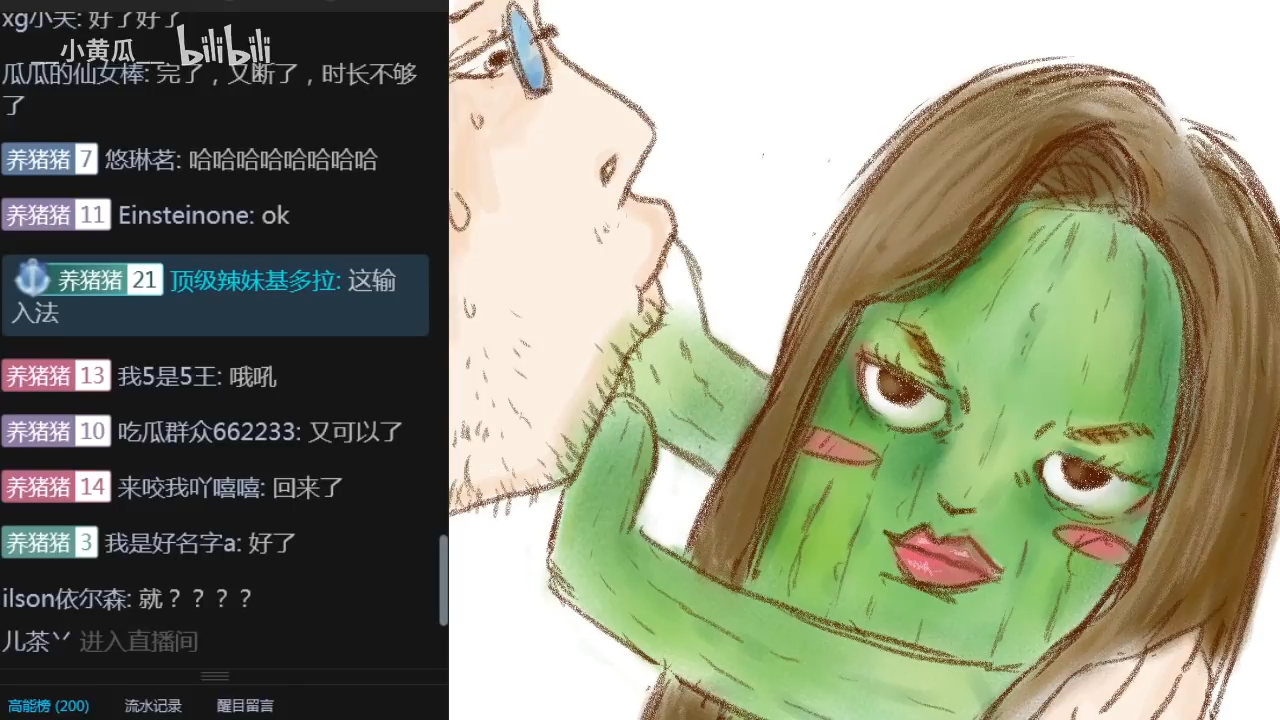 xg小天: 好了好了
__小黄瓜__ bilibili
瓜瓜的仙女棒: 完了，又断了，时长不够
了
养猪猪 7 悠琳茗: 哈哈哈哈哈哈哈哈
养猪猪 11 Einsteinone: ok
养猪猪 21 顶级辣妹基多拉: 这输
入法
养猪猪 13 我5是5王: 哦吼
养猪猪 10 吃瓜群众662233: 又可以了
养猪猪 14 来咬我吖嘻嘻: 回来了
养猪猪 3 我是好名字a: 好了
ilson依尔森: 就？？？？
儿茶丷 进入直播间
高能榜 (200) 流水记录 醒目留言